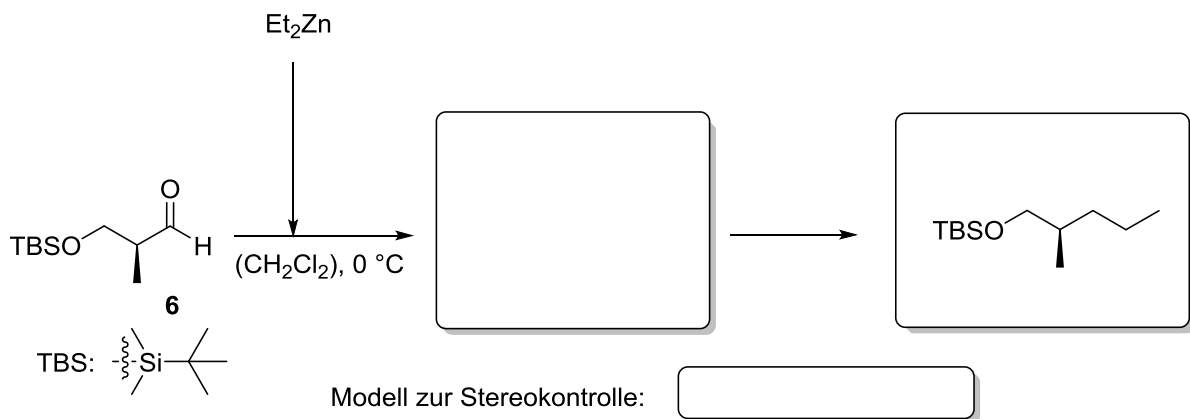 Et₂Zn
O
TBSO
H
(CH₂Cl₂), 0 °C
6
TBSO
TBS:
Si
Modell zur Stereokontrolle: